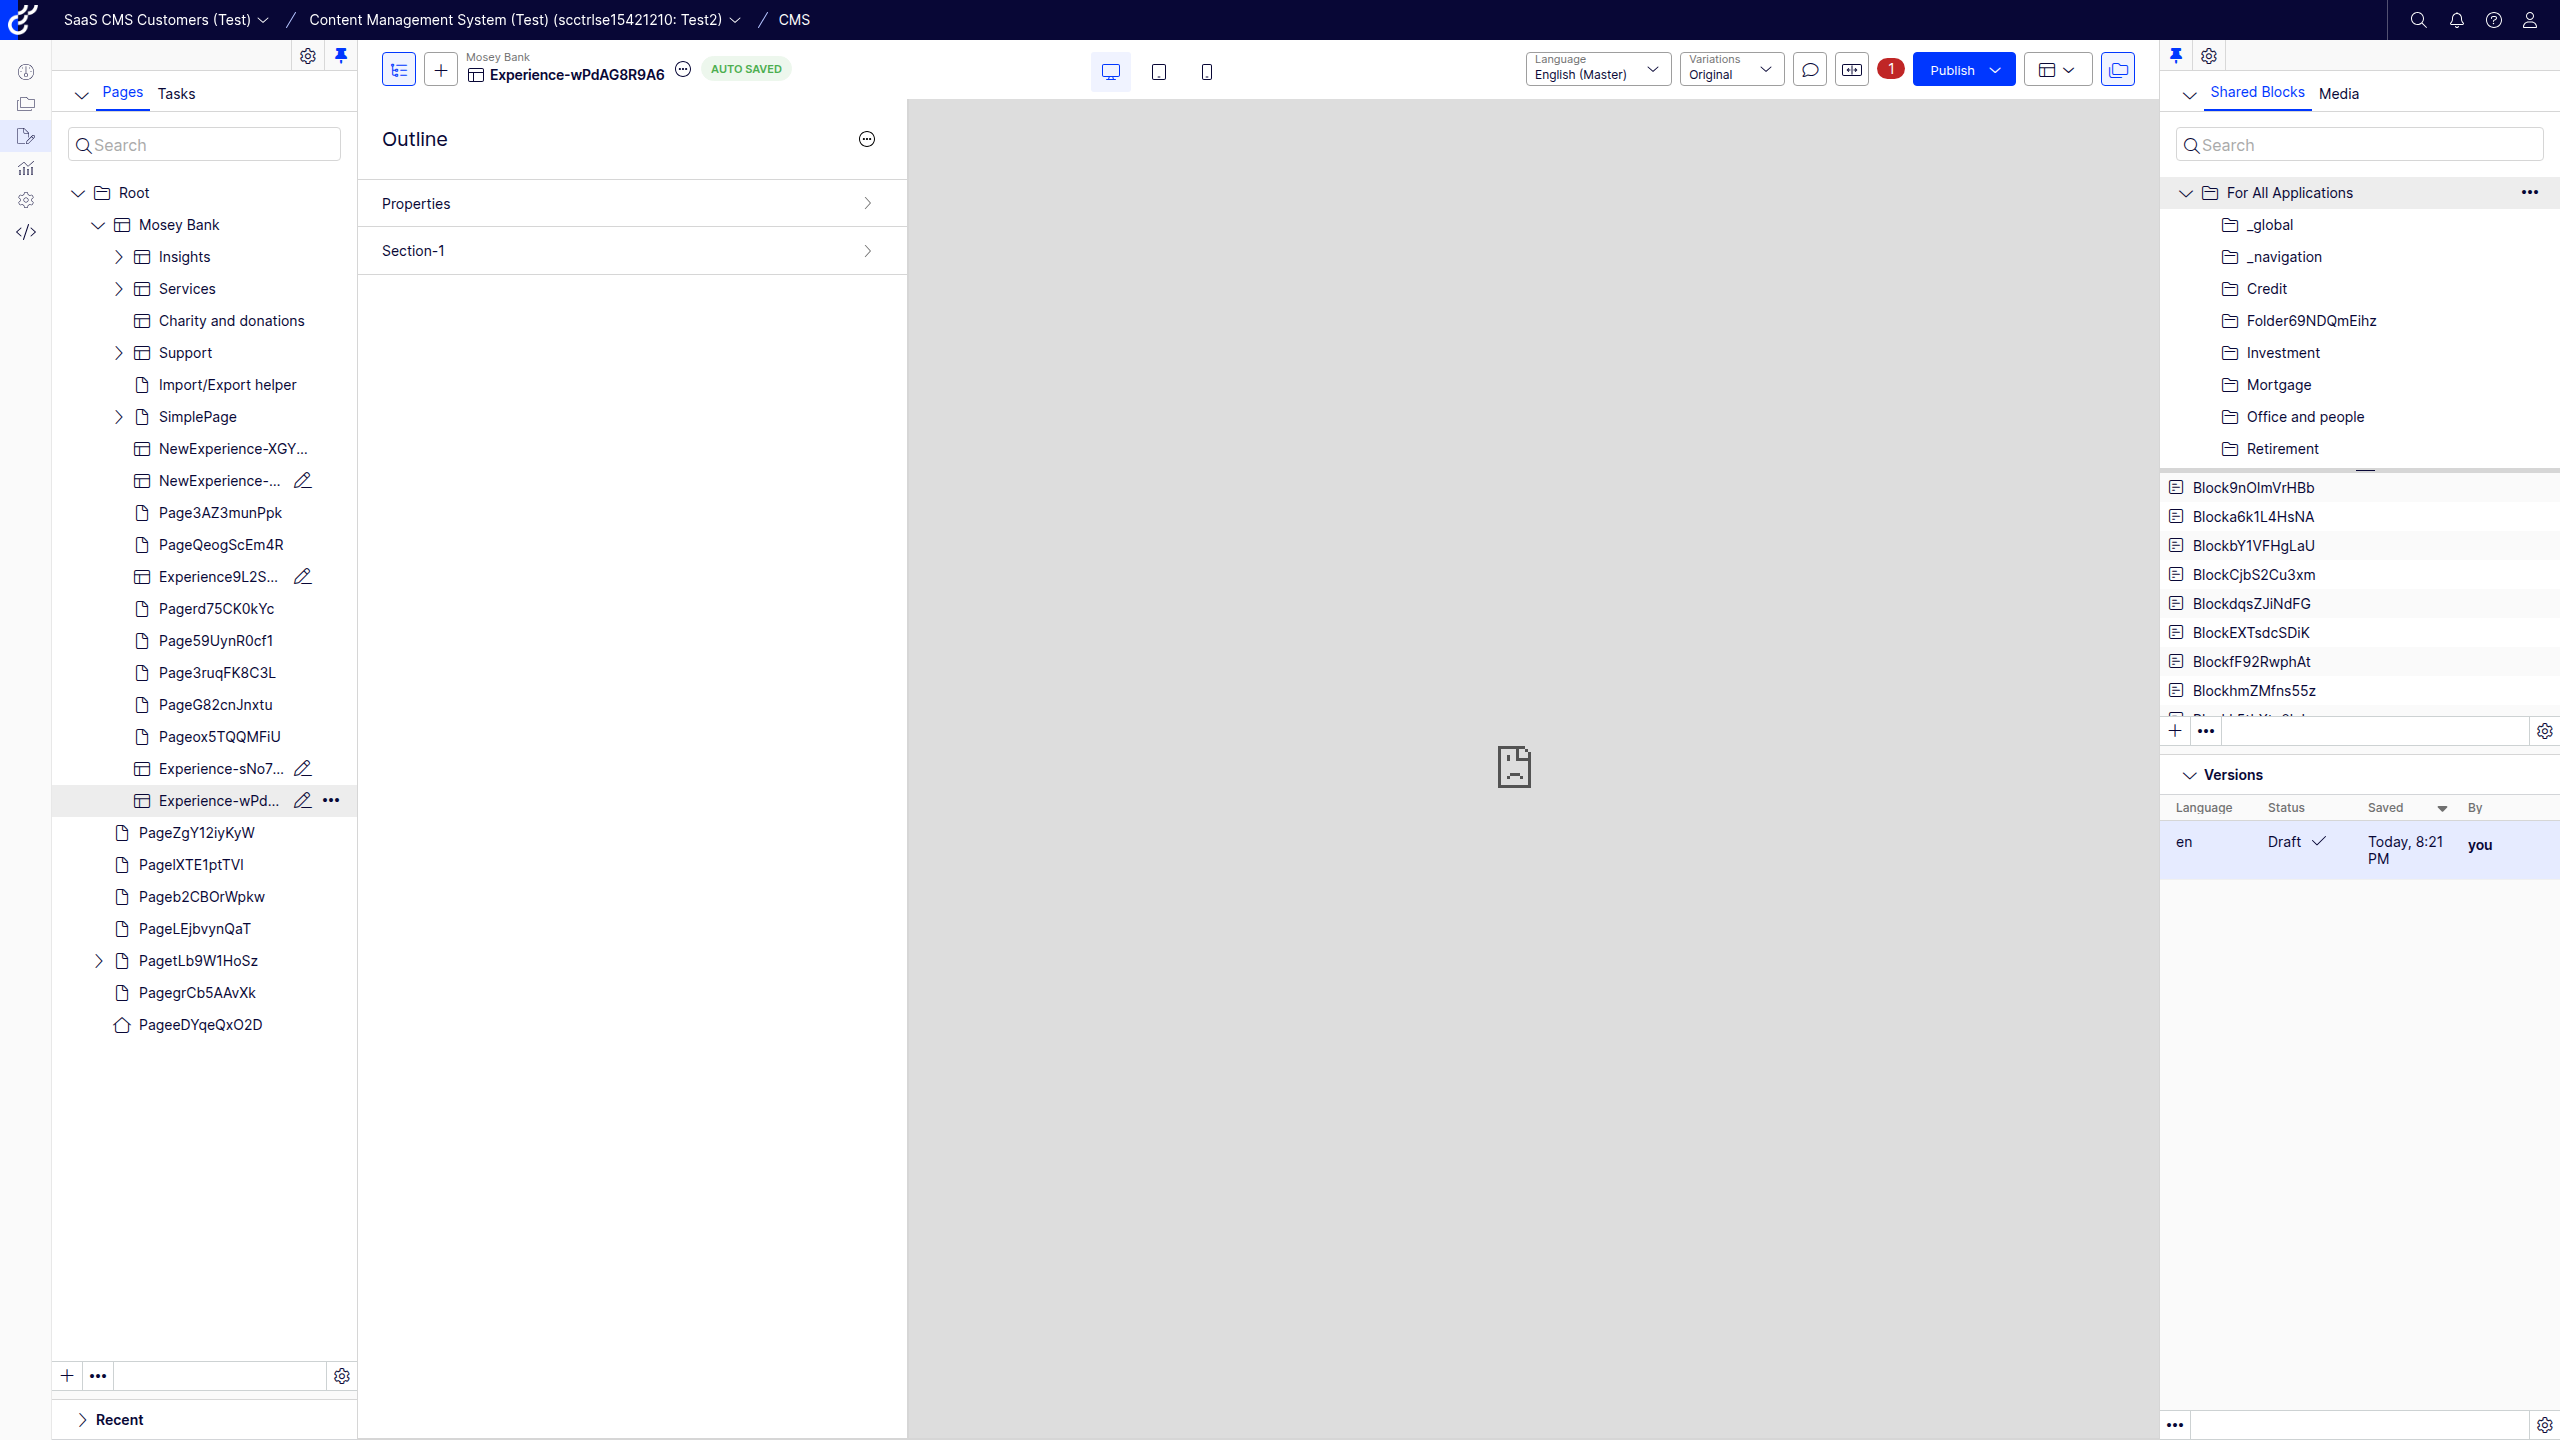 SaaS CMS Customers (Test) / Content Management System (Test) (scctrlse15421210: Test2) / CMS
Pages Tasks
Search
Root
Mosey Bank
Insights
Services
Charity and donations
Support
Import/Export helper
SimplePage
NewExperience-XGY...
NewExperience-...
Page3AZ3munPpk
PageQeogScEm4R
Experience9L2S...
Pagerd75CK0kYc
Page59UynR0cf1
Page3ruqFK8C3L
PageG82cnJnxtu
Pageox5TQQMFiU
Experience-sNo7...
Experience-wPd...
PageZgY12iyKyW
PageIXTE1ptTVI
Pageb2CBOrWpkw
PageLEjbvynQaT
PagetLb9W1HoSz
PagegrCb5AAvXk
PageeDYqeQxO2D
Recent
Mosey Bank
Experience-wPdAG8R9A6
AUTO SAVED
Language
English (Master)
Variations
Original
1
Publish
Outline
Properties
Section-1
Shared Blocks Media
Search
For All Applications
_global
_navigation
Credit
Folder69NDQmEihz
Investment
Mortgage
Office and people
Retirement
Block9nOlmVrHBb
Blocka6k1L4HsNA
BlockbY1VFHgLaU
BlockCjbS2Cu3xm
BlockdqsZJiNdFG
BlockEXTsdcSDiK
BlockfF92RwphAt
BlockhmZMfns55z
Versions
Language Status Saved By
en Draft Today, 8:21 PM you